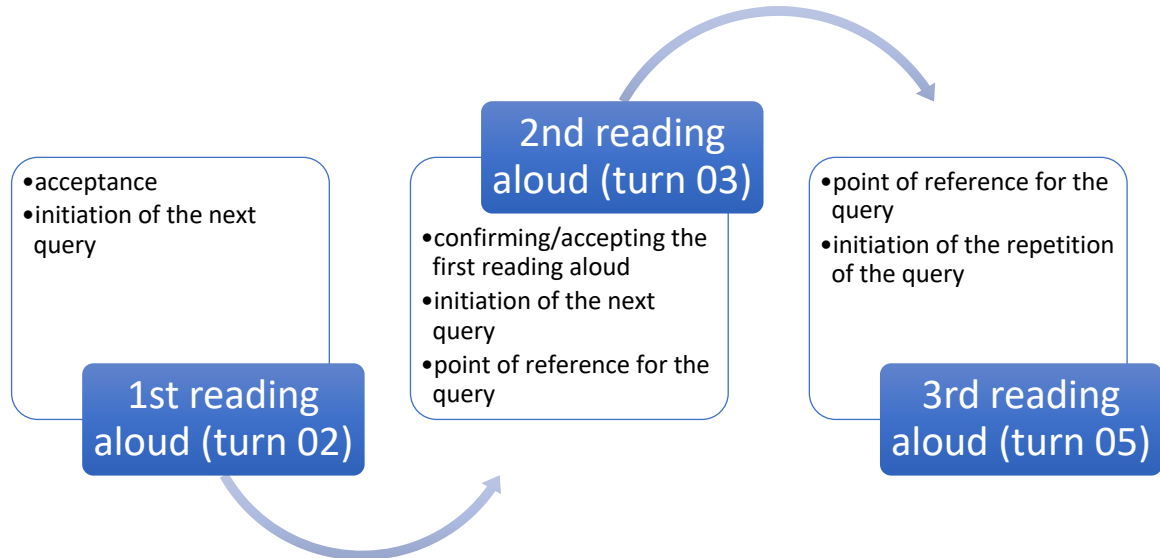 •acceptance
•initiation of the next
query
1st reading
aloud (turn 02)
2nd reading
aloud (turn 03)
•confirming/accepting the
first reading aloud
•initiation of the next
query
•point of reference for the
query
•point of reference for the
query
•initiation of the repetition
of the query
3rd reading
aloud (turn 05)